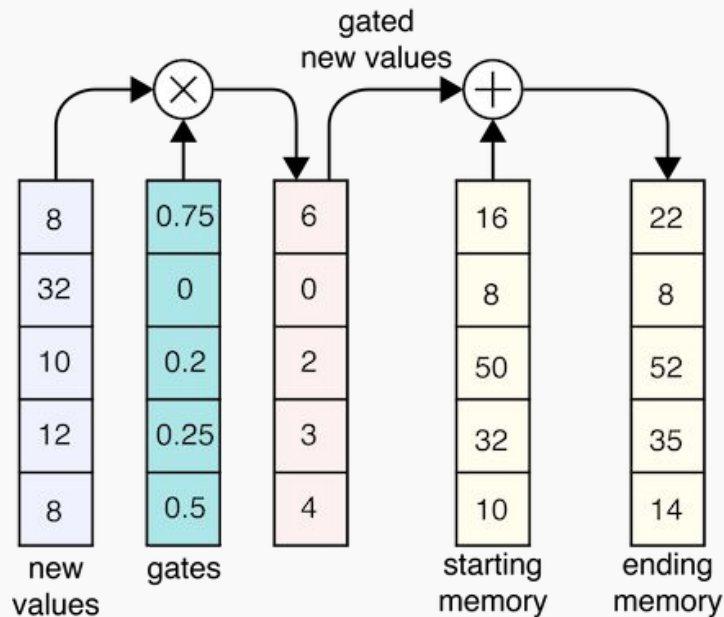 gated
new values
×
+
8 0.75 6 16 22
32 0 0 8 8
10 0.2 2 50 52
12 0.25 3 32 35
8 0.5 4 10 14
new
values
gates
starting
memory
ending
memory